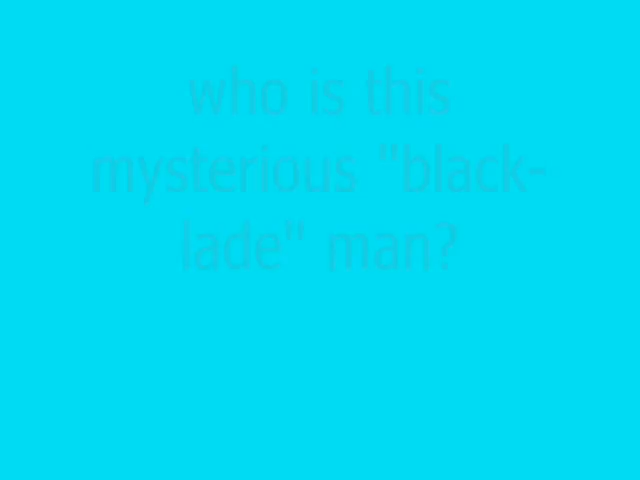 who is this
mysterious "black-
lade" man?